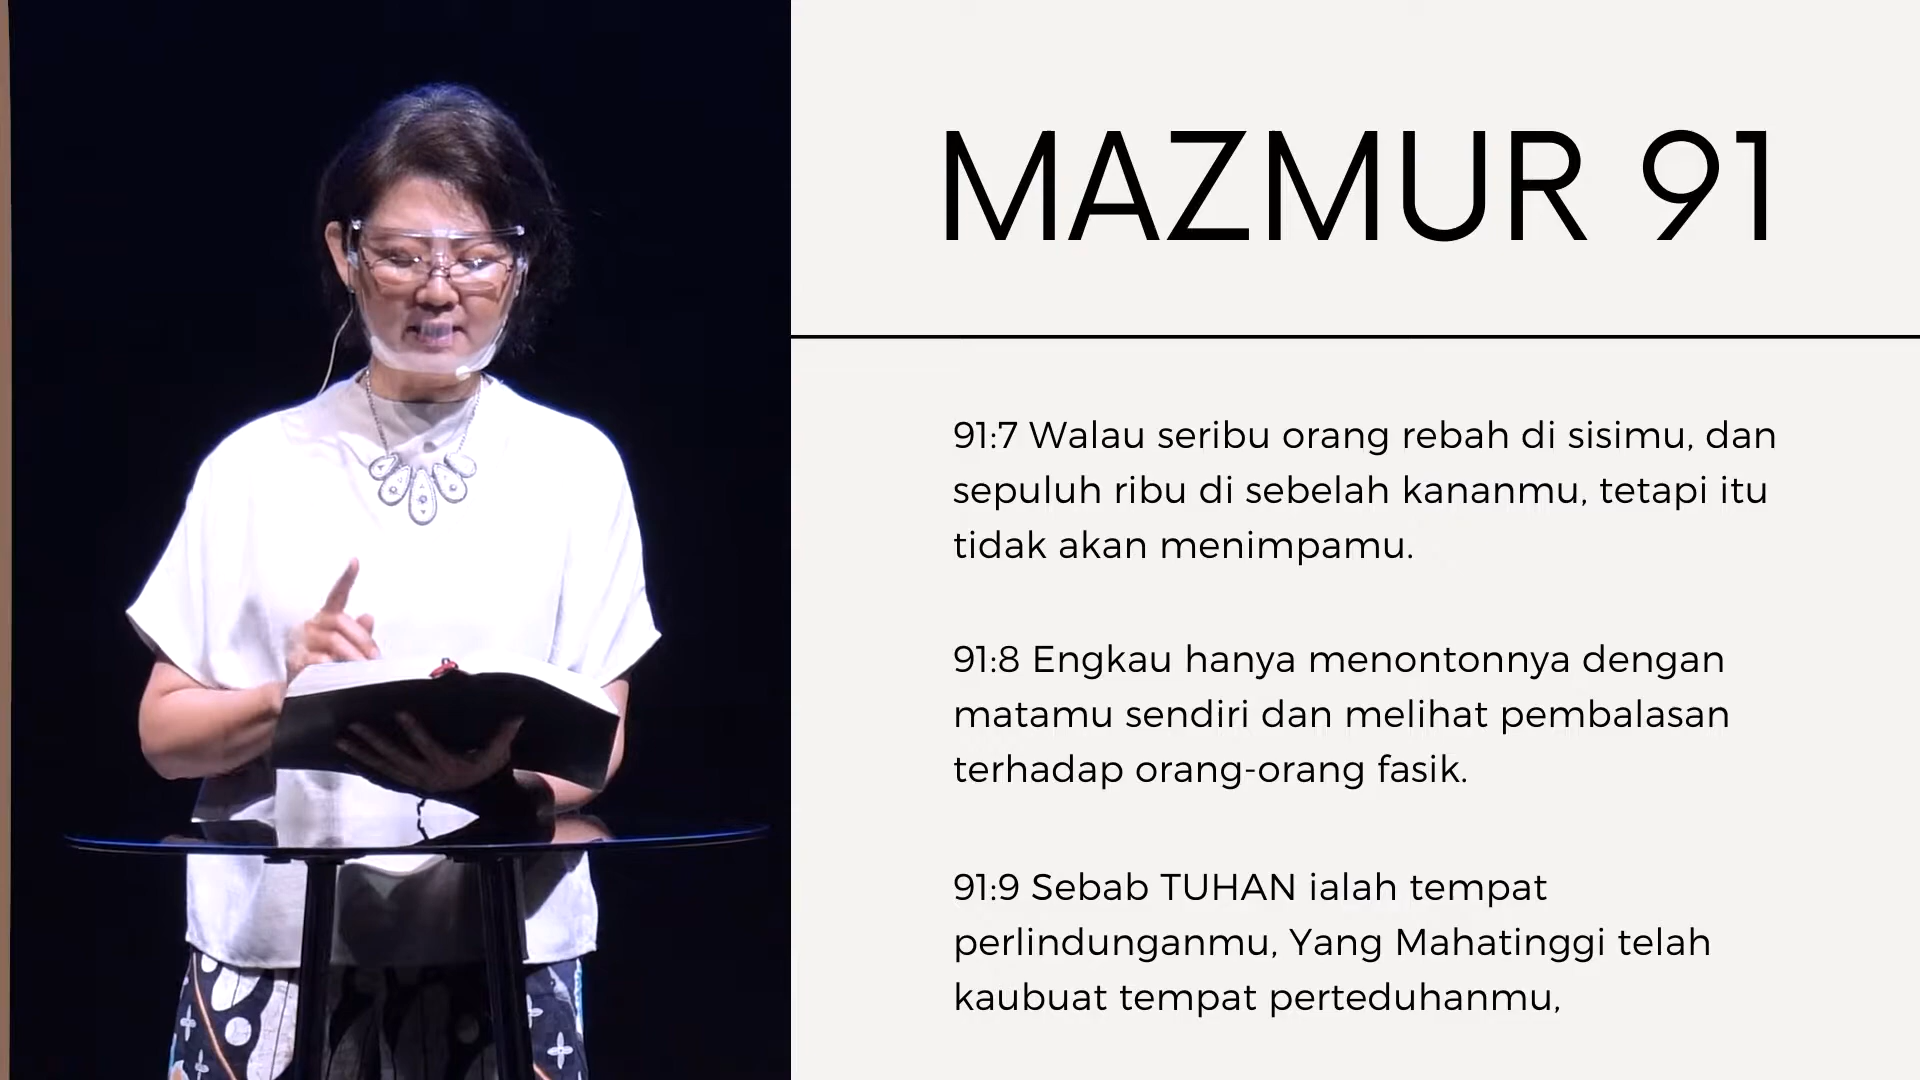 MAZMUR 91
91:7 Walau seribu orang rebah di sisimu, dan
sepuluh ribu di sebelah kananmu, tetapi itu
tidak akan menimpamu.
91:8 Engkau hanya menontonnya dengan
matamu sendiri dan melihat pembalasan
terhadap orang-orang fasik.
91:9 Sebab TUHAN ialah tempat
perlindunganmu, Yang Mahatinggi telah
kaubuat tempat perteduhanmu,